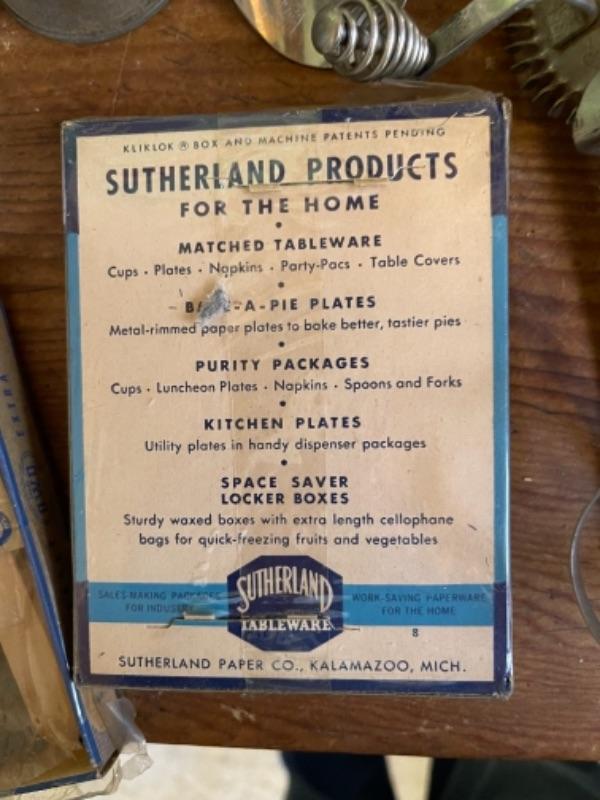 KLIKLOK ® BOX AND MACHINE PATENTS PENDING
SUTHERLAND PRODUCTS
FOR THE HOME
MATCHED TABLEWARE
Cups • Plates • Napkins • Party-Pacs • Table Covers
-A-PIE PLATES
Metal-rimmed paper plates to bake better, tastier pies
PURITY PACKAGES
Cups • Luncheon Plates • Napkins • Spoons and Forks
KITCHEN PLATES
Utility plates in handy dispenser packages
SPACE SAVER
LOCKER BOXES
Sturdy waxed boxes with extra length cellophane
bags for quick-freezing fruits and vegetables
SALES-MAKING PACKAGES
FOR INDUSTRY
SUTHERLAND
TABLEWARE
WORK-SAVING PAPERWARE
FOR THE HOME
8
SUTHERLAND PAPER CO., KALAMAZOO, MICH.
EXTRA